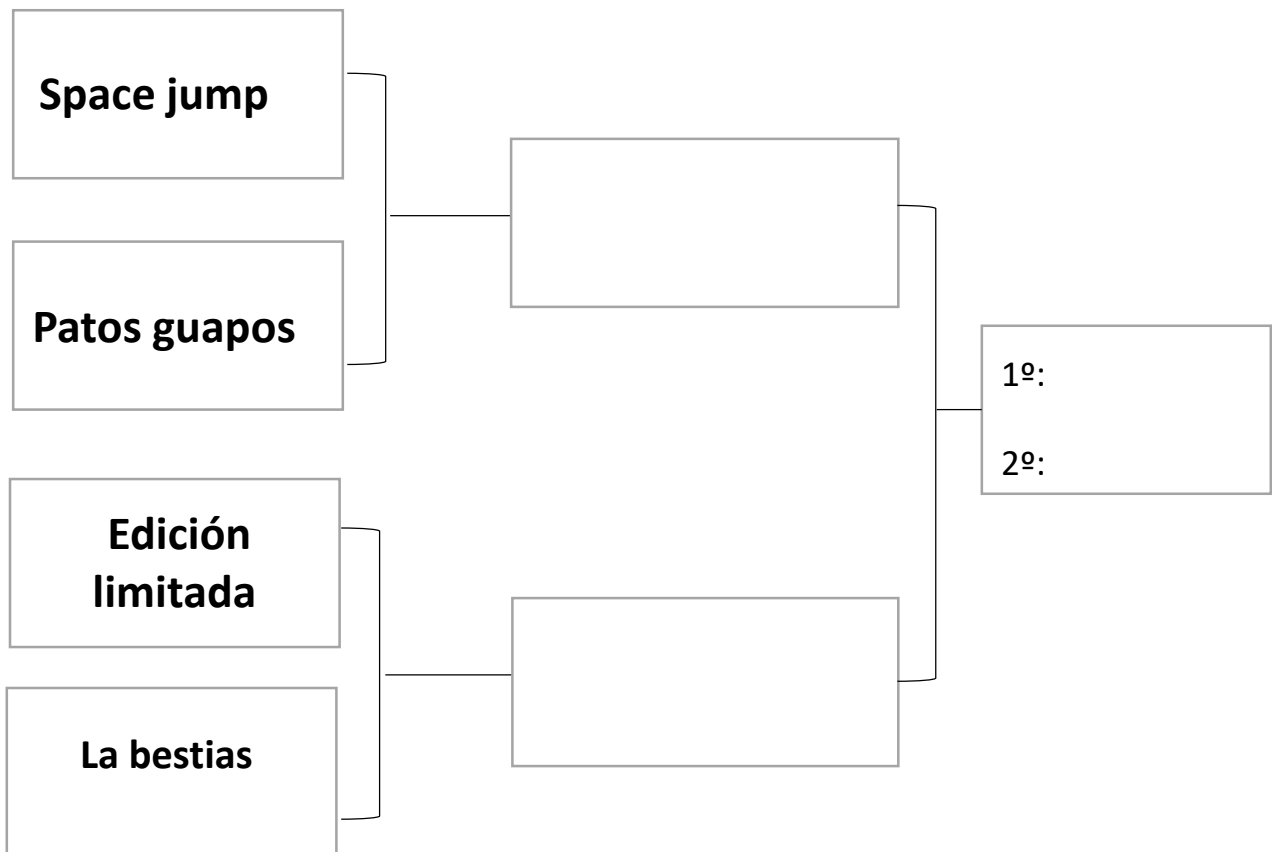 Space jump
Patos guapos
Edición
limitada
La bestias
1º:
2º: